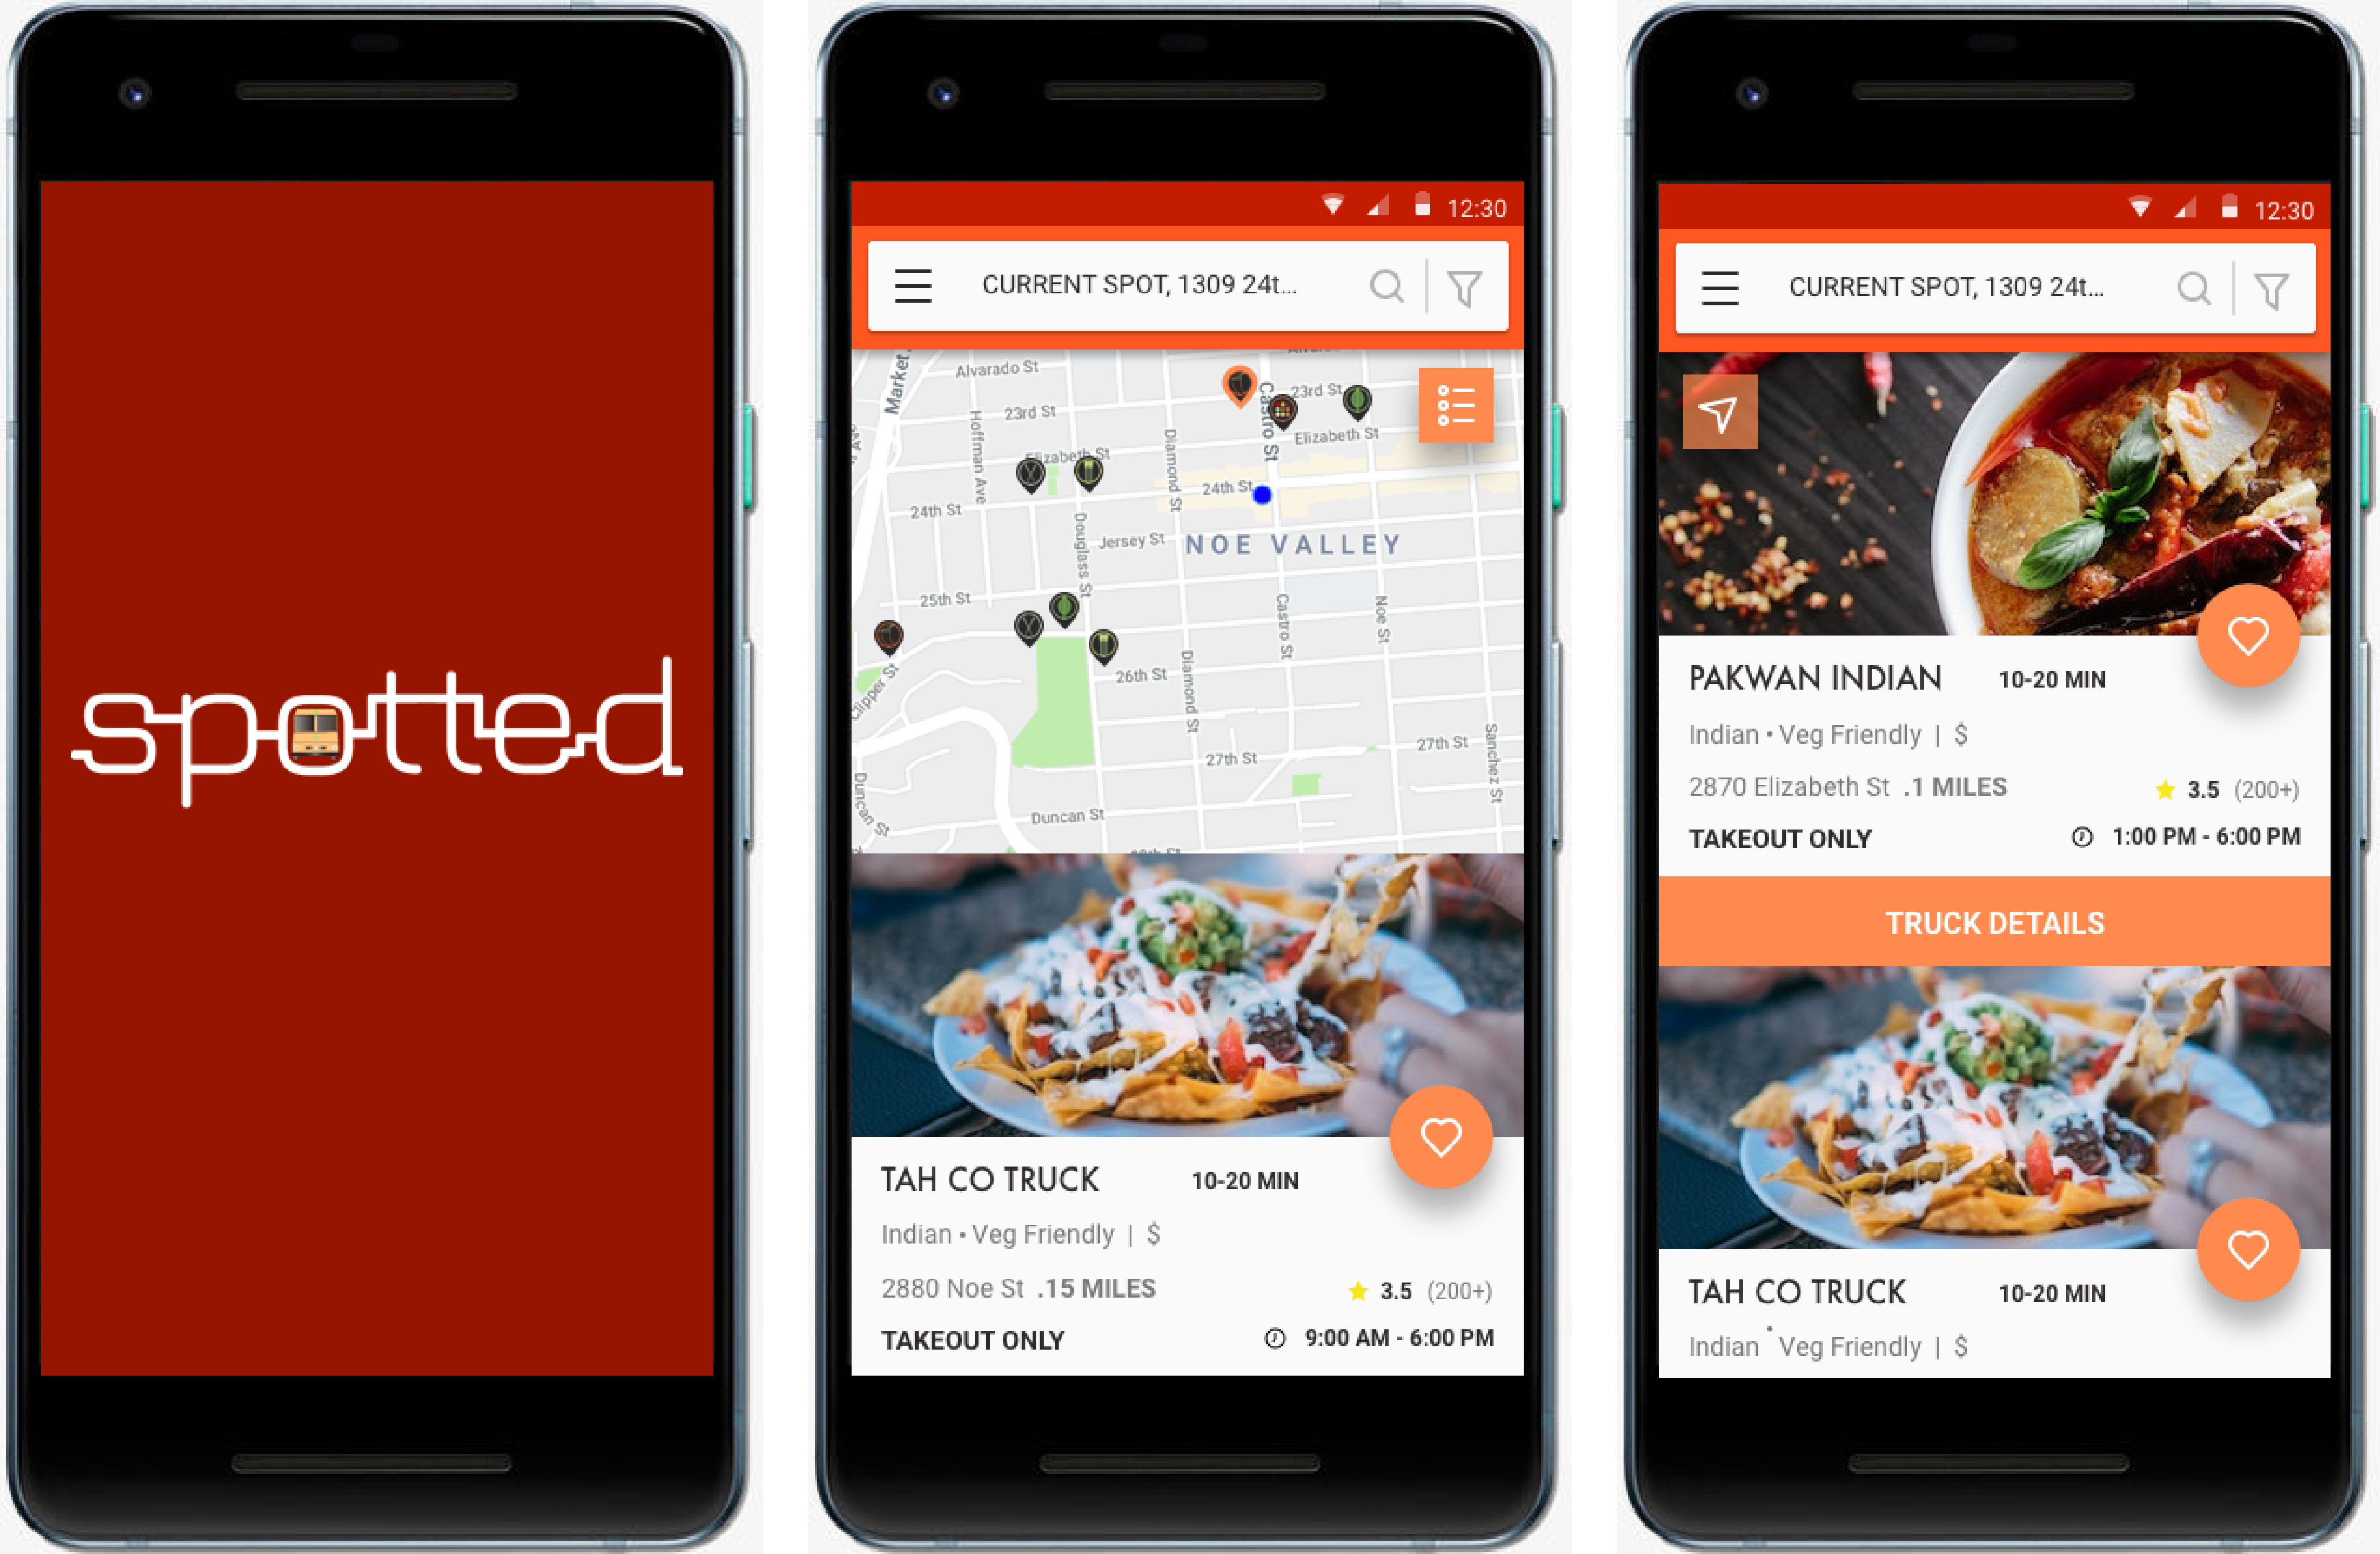 spotted
12:30
CURRENT SPOT, 1309 24t...
Market
Alvarado St
23rd St
Hoffman Ave
Castro St
23rd St
Elizabeth St
Elizabeth St
Diamond St
24th St
24th St
Douglass St
Jersey St
NOE VALLEY
25th St
Castro St
Noe St
Clipper St
26th St
Diamond St
27th St
27th St
Sanchez St
Duncan St
Duncan St
TAH CO TRUCK 10-20 MIN
Indian • Veg Friendly | $
2880 Noe St .15 MILES 3.5 (200+)
TAKEOUT ONLY 9:00 AM - 6:00 PM
12:30
CURRENT SPOT, 1309 24t...
PAKWAN INDIAN 10-20 MIN
Indian • Veg Friendly | $
2870 Elizabeth St .1 MILES 3.5 (200+)
TAKEOUT ONLY 1:00 PM - 6:00 PM
TRUCK DETAILS
TAH CO TRUCK 10-20 MIN
Indian • Veg Friendly | $